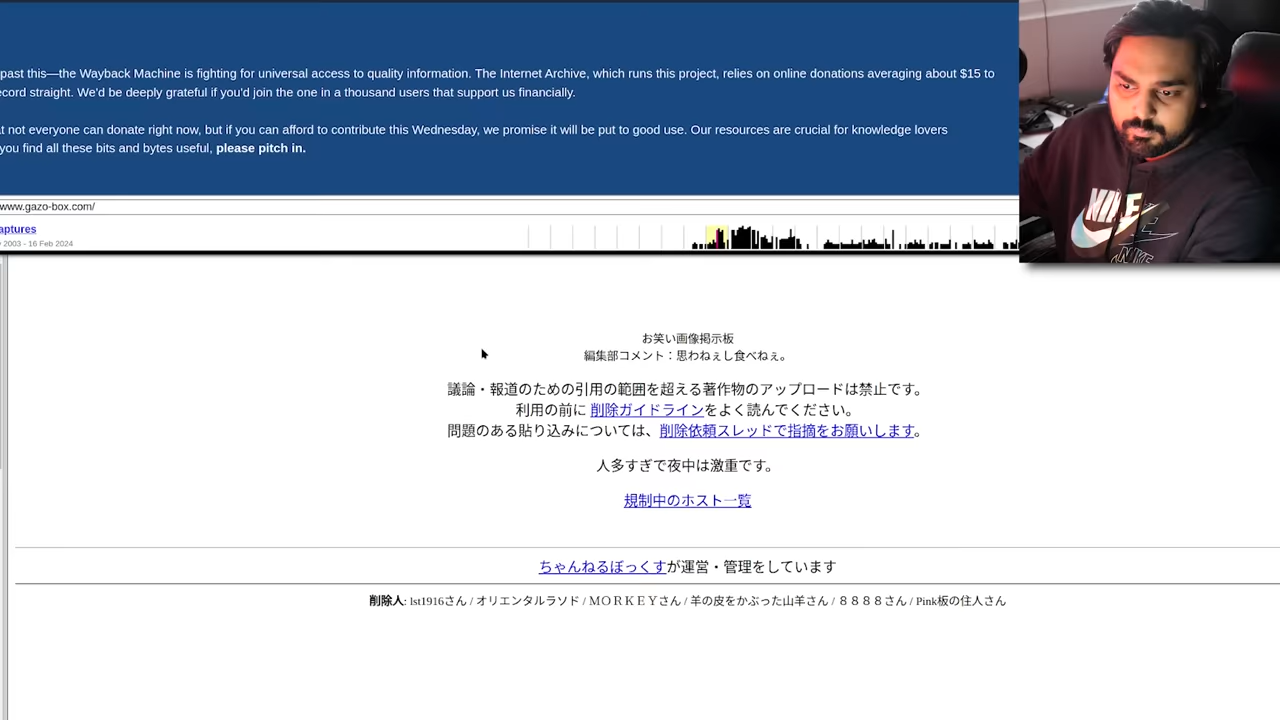 past this—the Wayback Machine is fighting for universal access to quality information. The Internet Archive, which runs this project, relies on online donations averaging about $15 to
ecord straight. We'd be deeply grateful if you'd join the one in a thousand users that support us financially.
t not everyone can donate right now, but if you can afford to contribute this Wednesday, we promise it will be put to good use. Our resources are crucial for knowledge lovers
you find all these bits and bytes useful, please pitch in.
www.gazo-box.com/
aptures
2003 - 16 Feb 2024
NIKE
お笑い画像掲示板
編集部コメント：思わねぇし食べねぇ。
議論・報道のための引用の範囲を超える著作物のアップロードは禁止です。
利用の前に 削除ガイドラインをよく読んでください。
問題のある貼り込みについては、削除依頼スレッドで指摘をお願いします。
人多すぎで夜中は激重です。
規制中のホスト一覧
ちゃんねるぼっくすが運営・管理をしています
削除人: lst1916さん / オリエンタルラソド / ＭＯＲＫＥＹさん / 羊の皮をかぶった山羊さん / ８８８８さん / Pink板の住人さん